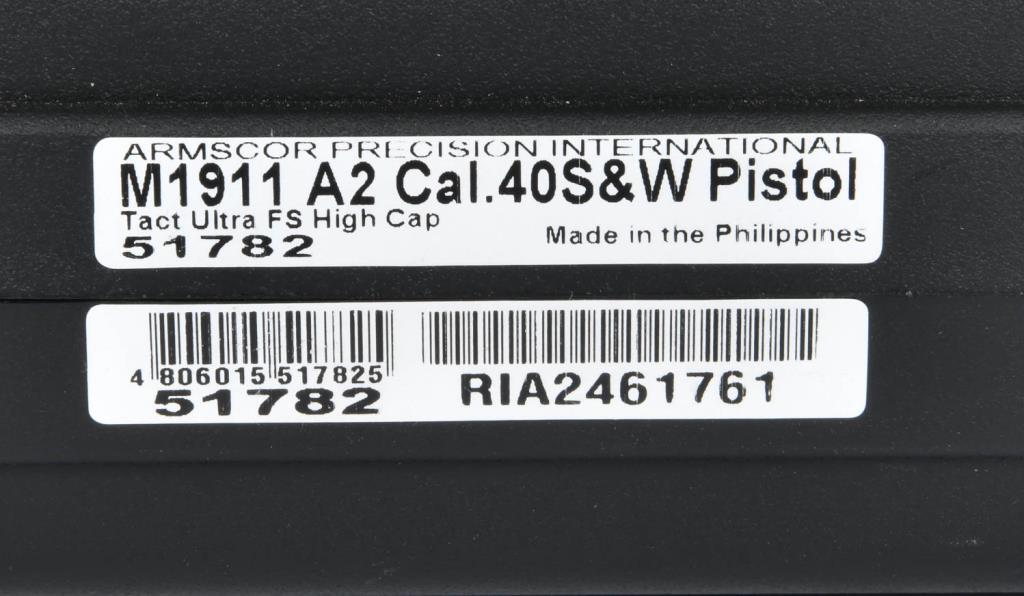 ARMSCOR PRECISION INTERNATIONAL
M1911 A2 Cal.40S&W Pistol
Tact Ultra FS High Cap
51782
Made in the Philippines
4 806015 517825
51782
RIA2461761